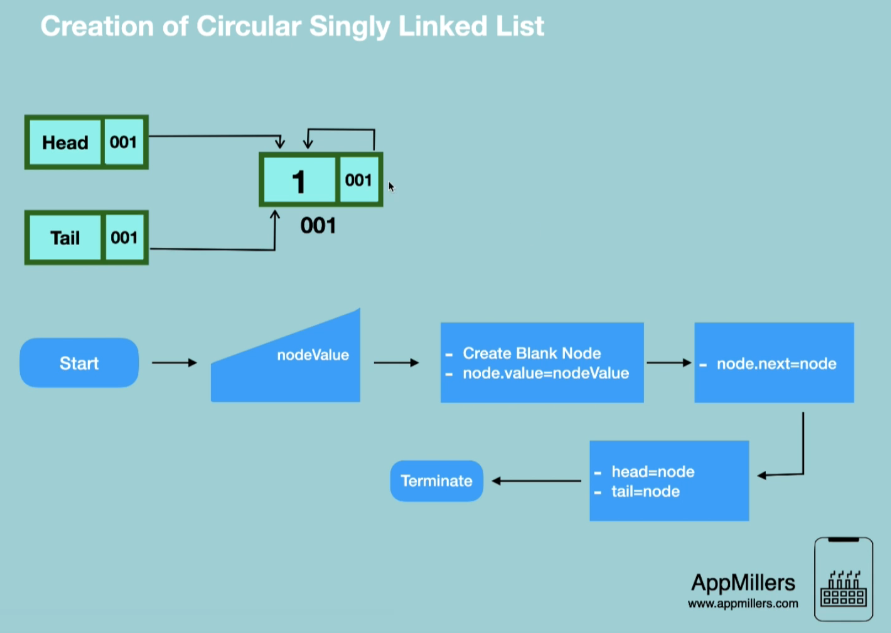 Creation of Circular Singly Linked List
Head 001
1 001
001
Tail 001
Start
nodeValue
- Create Blank Node
- node.value=nodeValue
- node.next=node
- head=node
- tail=node
Terminate
AppMillers
www.appmillers.com